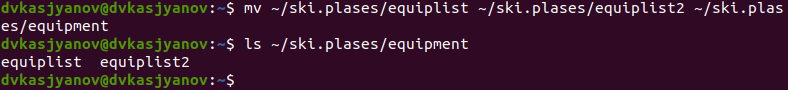 dvkasjyanov@dvkasjyanov:~$ mv ~/ski.plases/equiplist ~/ski.plases/equiplist2 ~/ski.plas
es/equipment
dvkasjyanov@dvkasjyanov:~$ ls ~/ski.plases/equipment
equiplist  equiplist2
dvkasjyanov@dvkasjyanov:~$